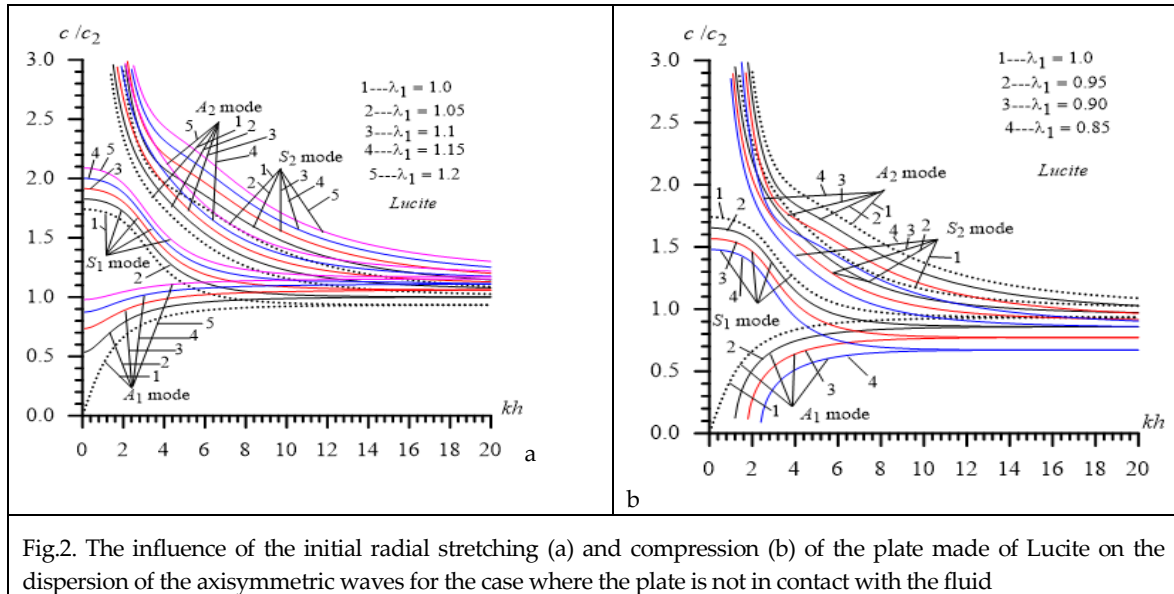 c/c₂
3.0
2.5
2.0
1.5
1.0
0.5
0.0
0 2 4 6 8 10 12 14 16 18 20
kh
1---λ₁ = 1.0
2---λ₁ = 1.05
3---λ₁ = 1.1
4---λ₁ = 1.15
5---λ₁ = 1.2
Lucite
A₂ mode
5 1 2 3 4
S₂ mode
1 2 3 4 5
4 5 3
1
S₁ mode
2
5
4
3
2
1
A₁ mode
a
c/c₂
3.0
2.5
2.0
1.5
1.0
0.5
0.0
0 2 4 6 8 10 12 14 16 18 20
kh
1---λ₁ = 1.0
2---λ₁ = 0.95
3---λ₁ = 0.90
4---λ₁ = 0.85
Lucite
4 3
A₂ mode
2 1
4 3 2
S₂ mode
1
1 2
3 4
S₁ mode
2
1
3
4
A₁ mode
b
Fig.2. The influence of the initial radial stretching (a) and compression (b) of the plate made of Lucite on the
dispersion of the axisymmetric waves for the case where the plate is not in contact with the fluid